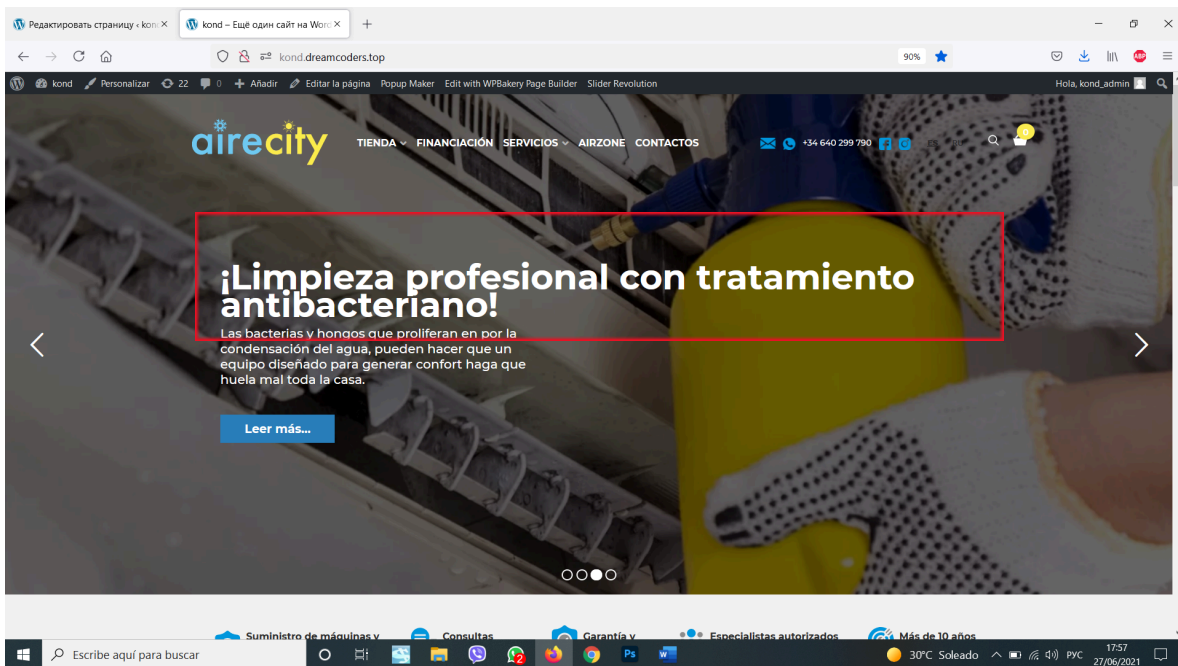 Редактировать страницу ‹ kon
kond – Ещё один сайт на Word
kond.dreamcoders.top
90%
ABP
kond
Personalizar
22
0
Añadir
Editar la página
Popup Maker
Edit with WPBakery Page Builder
Slider Revolution
Hola, kond_admin
airecity
TIENDA
FINANCIACIÓN
SERVICIOS
AIRZONE
CONTACTOS
+34 640 299 790
0
¡Limpieza profesional con tratamiento
antibacteriano!
Las bacterias y hongos que proliferan en por la
condensación del agua, pueden hacer que un
equipo diseñado para generar confort haga que
huela mal toda la casa.
Leer más...
Suministro de máquinas y
Consultas
Garantía y
Especialistas autorizados
Más de 10 años
Escribe aquí para buscar
2
Ps
W
30°C Soleado
РУС
17:57
27/06/2021